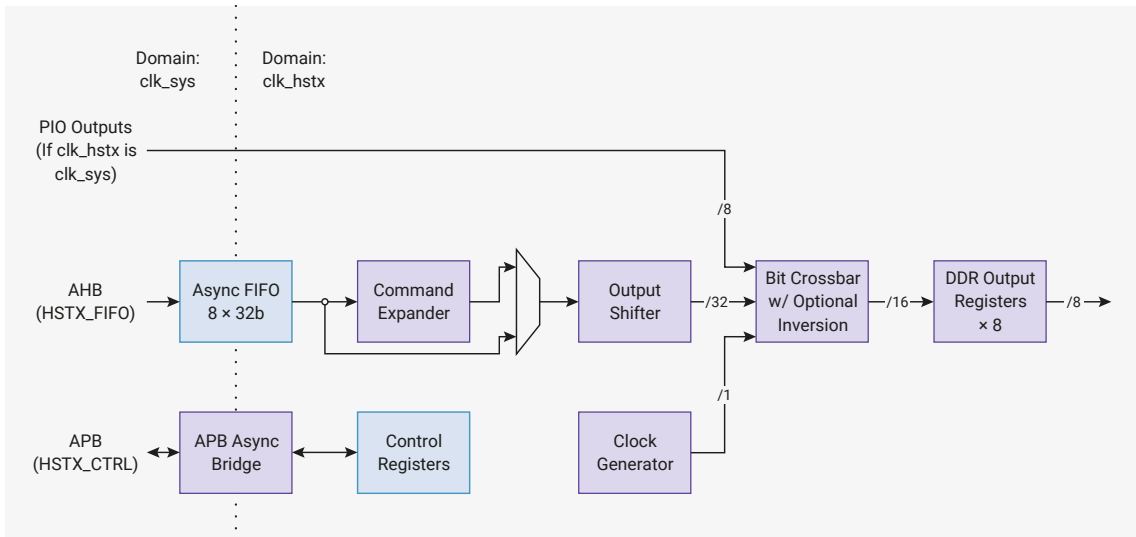 Domain:
clk_sys
Domain:
clk_hstx
PIO Outputs
(If clk_hstx is
clk_sys)
/8
AHB
(HSTX_FIFO)
Async FIFO
8 × 32b
Command
Expander
Output
Shifter
/32
Bit Crossbar
w/ Optional
Inversion
/16
DDR Output
Registers
× 8
/8
/1
APB
(HSTX_CTRL)
APB Async
Bridge
Control
Registers
Clock
Generator